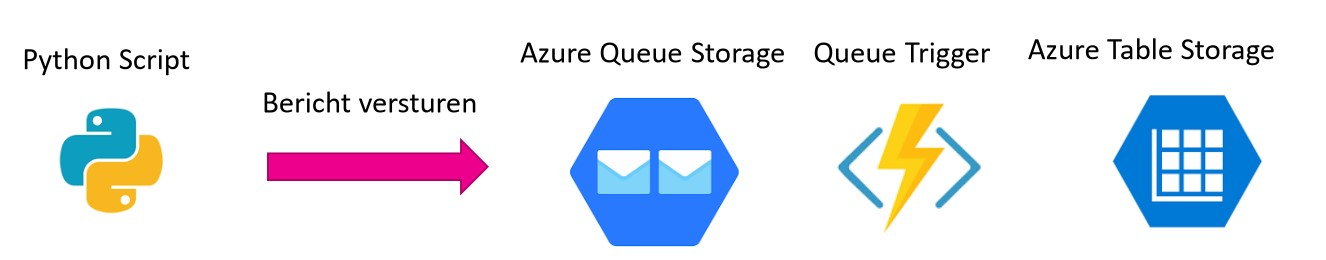 Python Script
Bericht versturen
Azure Queue Storage
Queue Trigger
Azure Table Storage